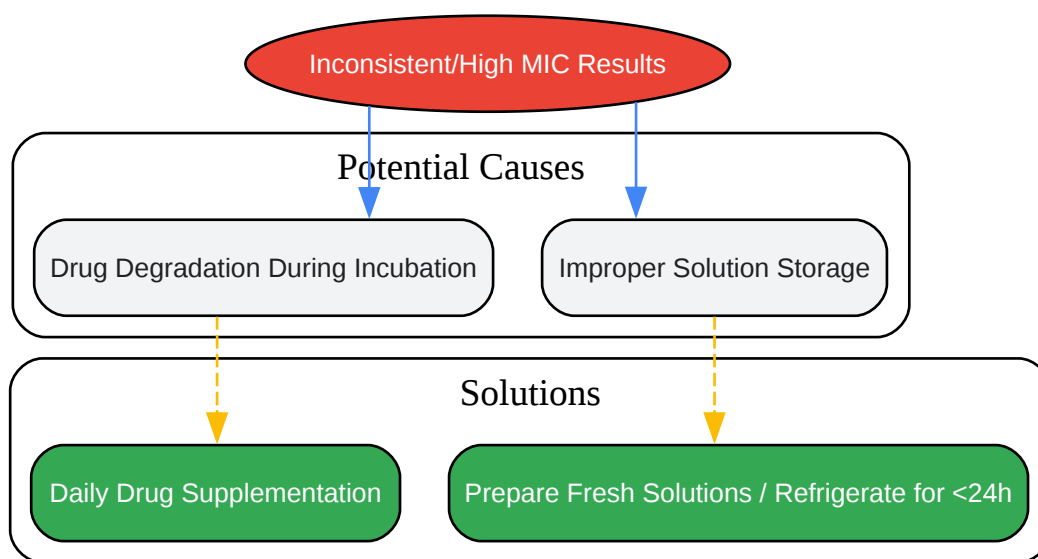 Inconsistent/High MIC Results
Potential Causes
Drug Degradation During Incubation
Improper Solution Storage
Solutions
Daily Drug Supplementation
Prepare Fresh Solutions / Refrigerate for <24h